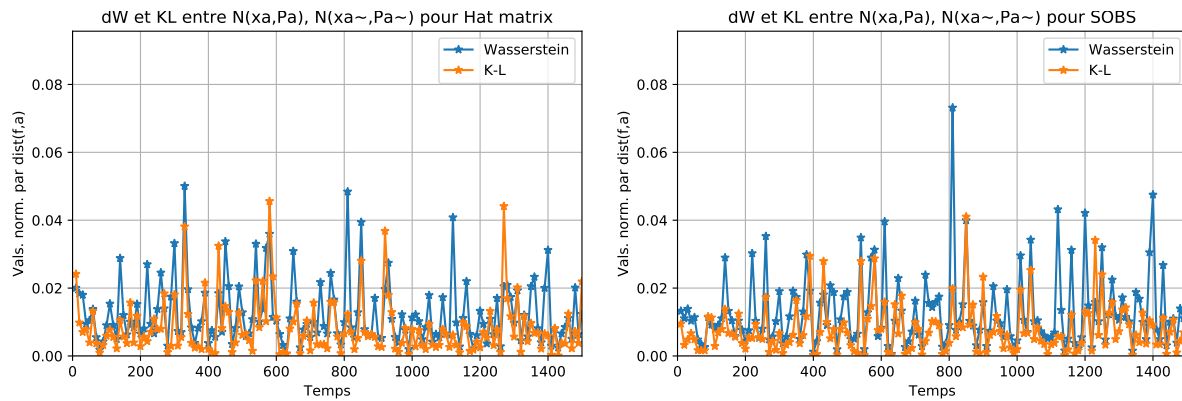 dW et KL entre N(xa,Pa), N(xa~,Pa~) pour Hat matrix
Wasserstein
K-L
0.08
0.06
0.04
0.02
0.00
Vals. norm. par dist(f,a)
0 200 400 600 800 1000 1200 1400
Temps
dW et KL entre N(xa,Pa), N(xa~,Pa~) pour SOBS
Wasserstein
K-L
0.08
0.06
0.04
0.02
0.00
Vals. norm. par dist(f,a)
0 200 400 600 800 1000 1200 1400
Temps